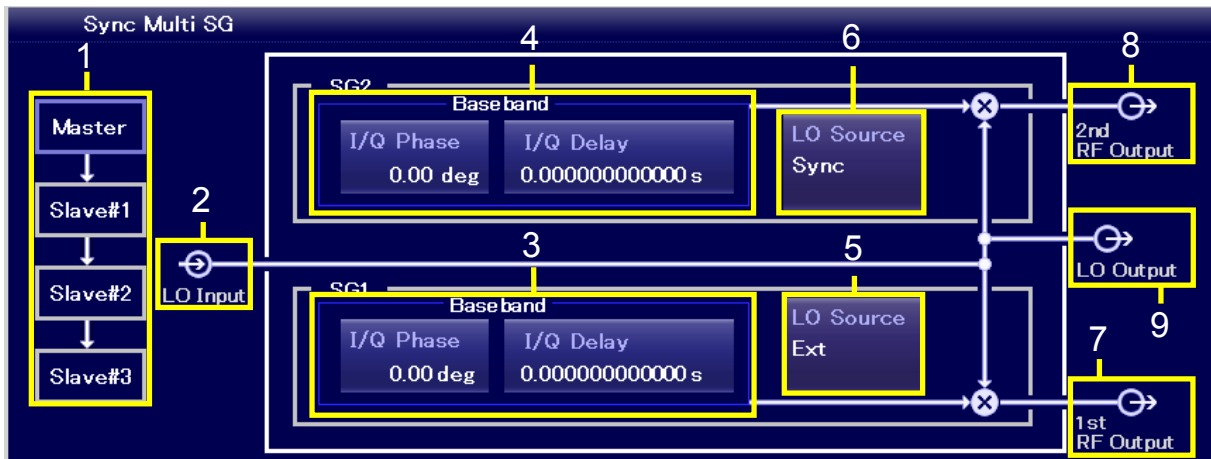 Sync Multi SG
1
Master
Slave#1
Slave#2
Slave#3
2
LO Input
4
SG2
Baseband
I/Q Phase
0.00 deg
I/Q Delay
0.000000000000 s
6
LO Source
Sync
3
SG1
Baseband
I/Q Phase
0.00 deg
I/Q Delay
0.000000000000 s
5
LO Source
Ext
8
2nd
RF Output
LO Output
9
7
1st
RF Output